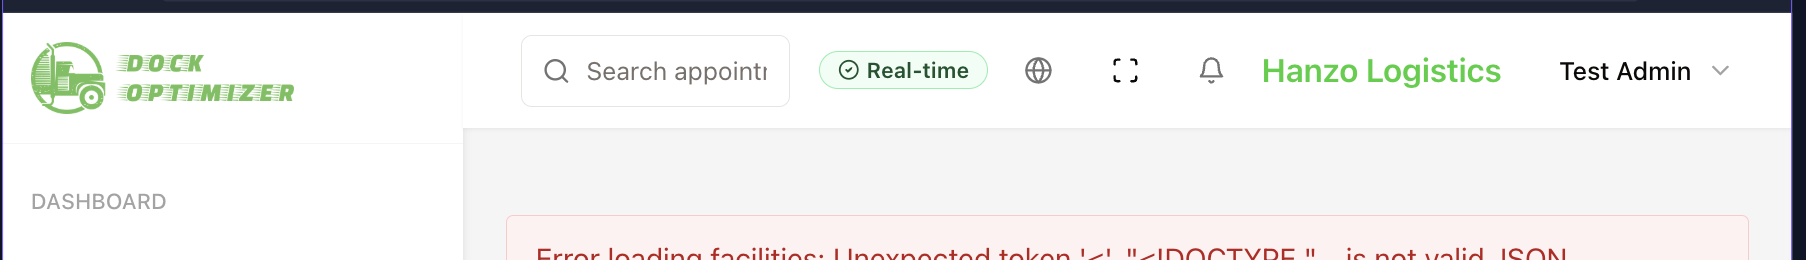 DOCK
OPTIMIZER
Search appointr
Real-time
Hanzo Logistics
Test Admin
DASHBOARD
Error loading facilities: Unexpected token '<', "<!DOCTYPE "... is not valid JSON